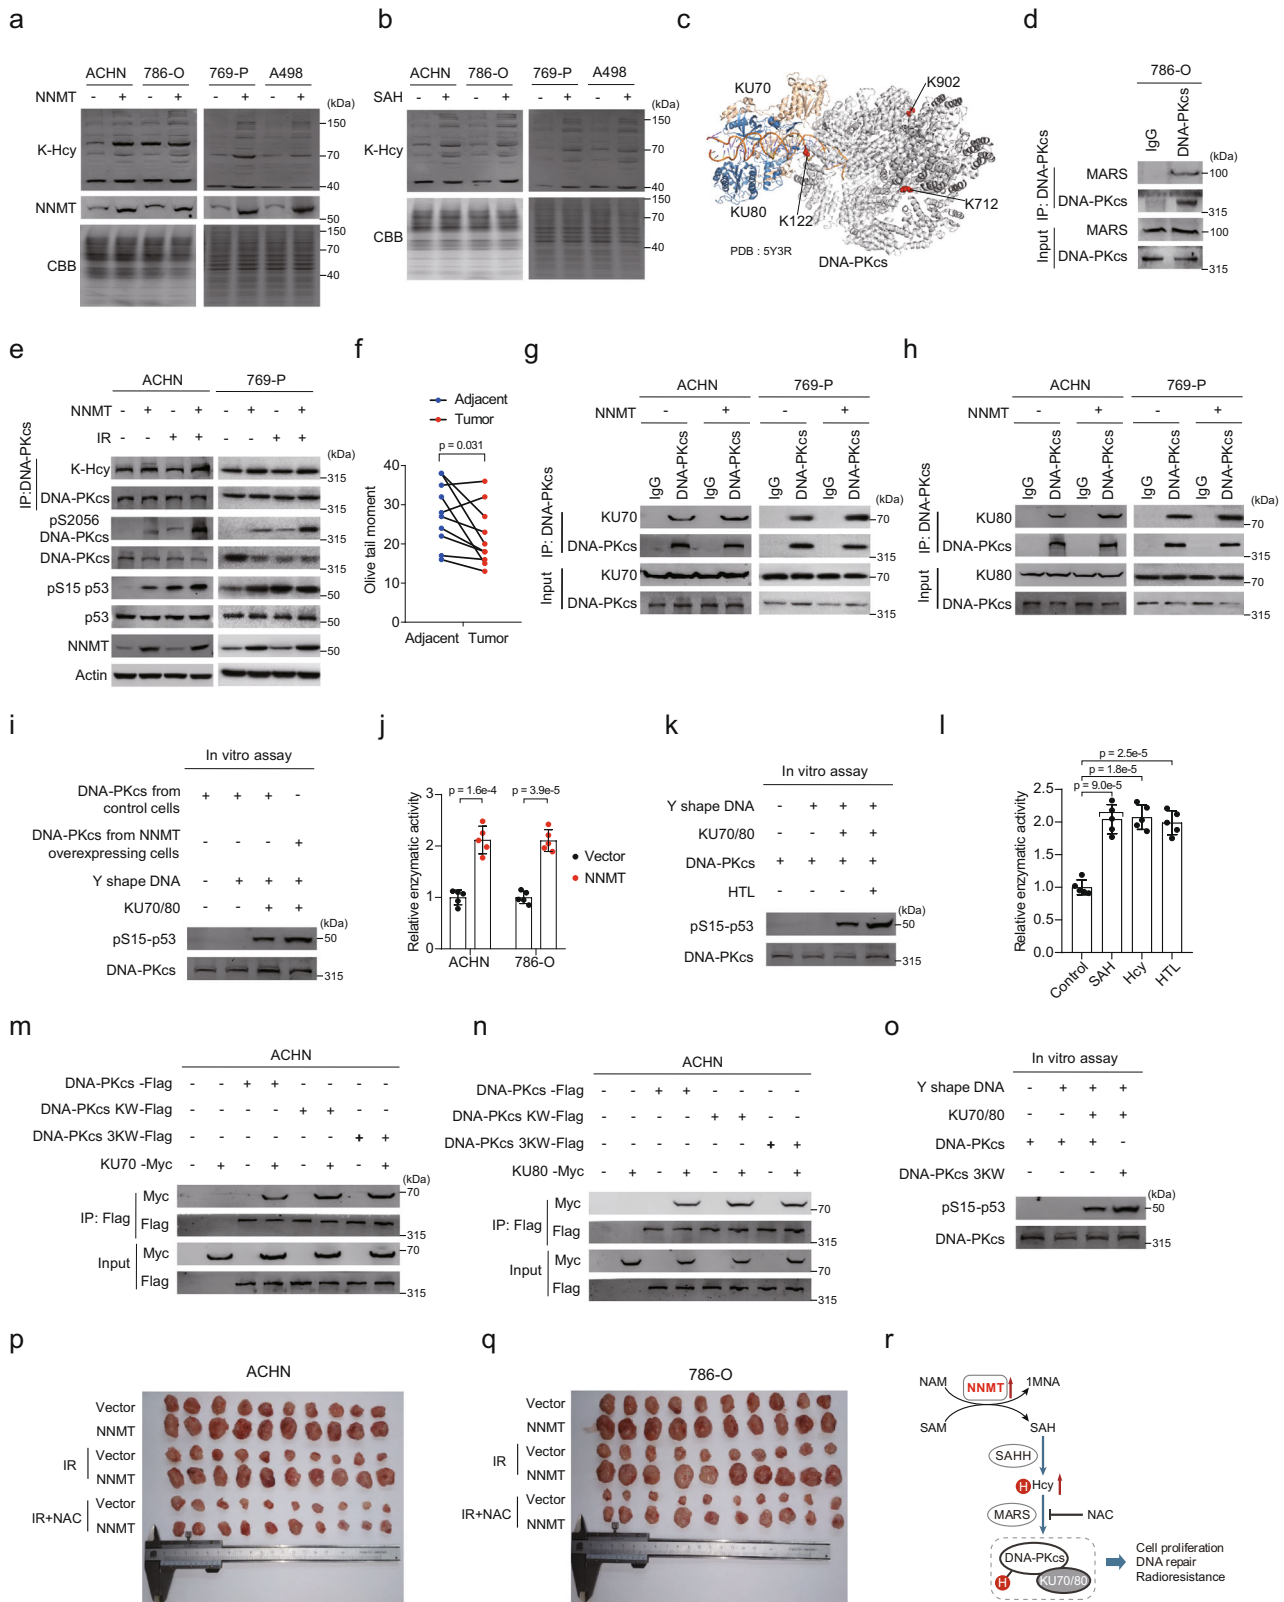 a
ACHN 786-O 769-P A498
NNMT - + - + - + - +
(kDa)
K-Hcy
150
70
40
NNMT
50
CBB
150
70
40
b
ACHN 786-O 769-P A498
SAH - + - + - + - +
(kDa)
K-Hcy
150
70
40
CBB
150
70
40
c
KU70
K902
KU80
K122
K712
PDB : 5Y3R
DNA-PKcs
d
786-O
IgG
DNA-PKcs
(kDa)
IP: DNA-PKcs
MARS
100
DNA-PKcs
315
Input
MARS
100
DNA-PKcs
315
e
ACHN 769-P
NNMT - + - + - + - +
IR - - + + - - + +
(kDa)
IP:DNA-PKcs
K-Hcy
315
DNA-PKcs
315
pS2056
DNA-PKcs
315
DNA-PKcs
315
pS15 p53
50
p53
50
NNMT
50
Actin
f
Adjacent
Tumor
p = 0.031
Olive tail moment
40
30
20
10
0
Adjacent Tumor
g
ACHN 769-P
NNMT - + - +
IgG DNA-PKcs IgG DNA-PKcs IgG DNA-PKcs IgG DNA-PKcs
(kDa)
IP: DNA-PKcs
KU70
70
DNA-PKcs
315
Input
KU70
70
DNA-PKcs
315
h
ACHN 769-P
NNMT - + - +
IgG DNA-PKcs IgG DNA-PKcs IgG DNA-PKcs IgG DNA-PKcs
(kDa)
IP: DNA-PKcs
KU80
70
DNA-PKcs
315
Input
KU80
70
DNA-PKcs
315
i
In vitro assay
DNA-PKcs from
control cells + + + -
DNA-PKcs from NNMT
overexpressing cells - - - +
Y shape DNA - + + +
KU70/80 - - + +
(kDa)
pS15-p53
50
DNA-PKcs
315
j
Relative enzymatic activity
3
2
1
0
p = 1.6e-4 p = 3.9e-5
Vector
NNMT
ACHN 786-O
k
In vitro assay
Y shape DNA - + + +
KU70/80 - - + +
DNA-PKcs + + + +
HTL - - - +
(kDa)
pS15-p53
50
DNA-PKcs
315
l
p = 2.5e-5
p = 1.8e-5
p = 9.0e-5
Relative enzymatic activity
2.5
2.0
1.5
1.0
0.5
0.0
Control SAH Hcy HTL
m
ACHN
DNA-PKcs -Flag - - + + - - - -
DNA-PKcs KW-Flag - - - - + + - -
DNA-PKcs 3KW-Flag - - - - - - + +
KU70 -Myc - + - + - + - +
(kDa)
IP: Flag
Myc
70
Flag
315
Input
Myc
70
Flag
315
n
ACHN
DNA-PKcs -Flag - - + + - - - -
DNA-PKcs KW-Flag - - - - + + - -
DNA-PKcs 3KW-Flag - - - - - - + +
KU80 -Myc - + - + - + - +
(kDa)
IP: Flag
Myc
70
Flag
315
Input
Myc
70
Flag
315
o
In vitro assay
Y shape DNA - + + +
KU70/80 - - + +
DNA-PKcs + + + -
DNA-PKcs 3KW - - - +
(kDa)
pS15-p53
50
DNA-PKcs
315
p
ACHN
Vector
NNMT
IR
Vector
NNMT
IR+NAC
Vector
NNMT
q
786-O
Vector
NNMT
IR
Vector
NNMT
IR+NAC
Vector
NNMT
r
NAM NNMT 1MNA
SAM SAH
SAHH
H Hcy
MARS NAC
DNA-PKcs
H KU70/80
Cell proliferation
DNA repair
Radioresistance